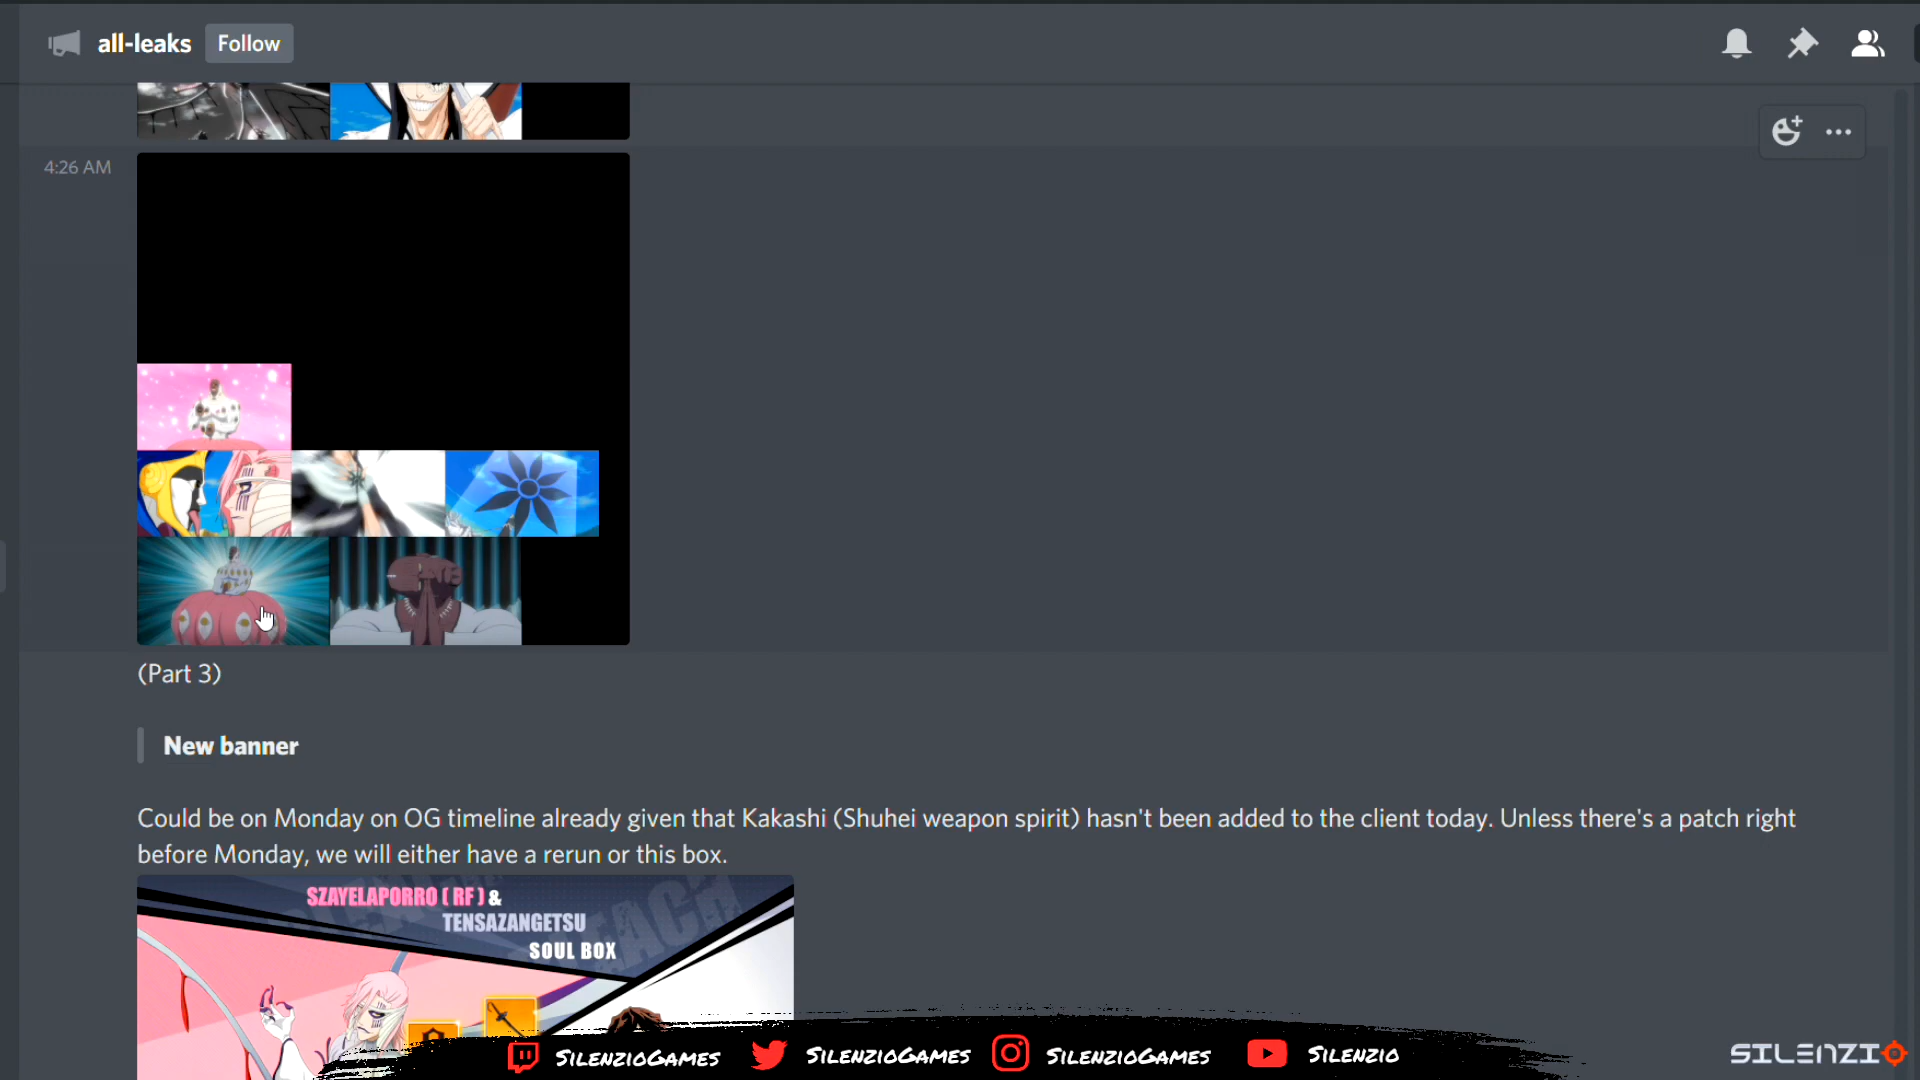 all-leaks
Follow
4:26 AM
(Part 3)
New banner
Could be on Monday on OG timeline already given that Kakashi (Shuhei weapon spirit) hasn't been added to the client today. Unless there's a patch right
before Monday, we will either have a rerun or this box.
SZAYELAPORRO ( RF ) &
TENSAZANGETSU
SOUL BOX
SilenzioGames
SilenzioGames
SilenzioGames
Silenzio
SILENZIO